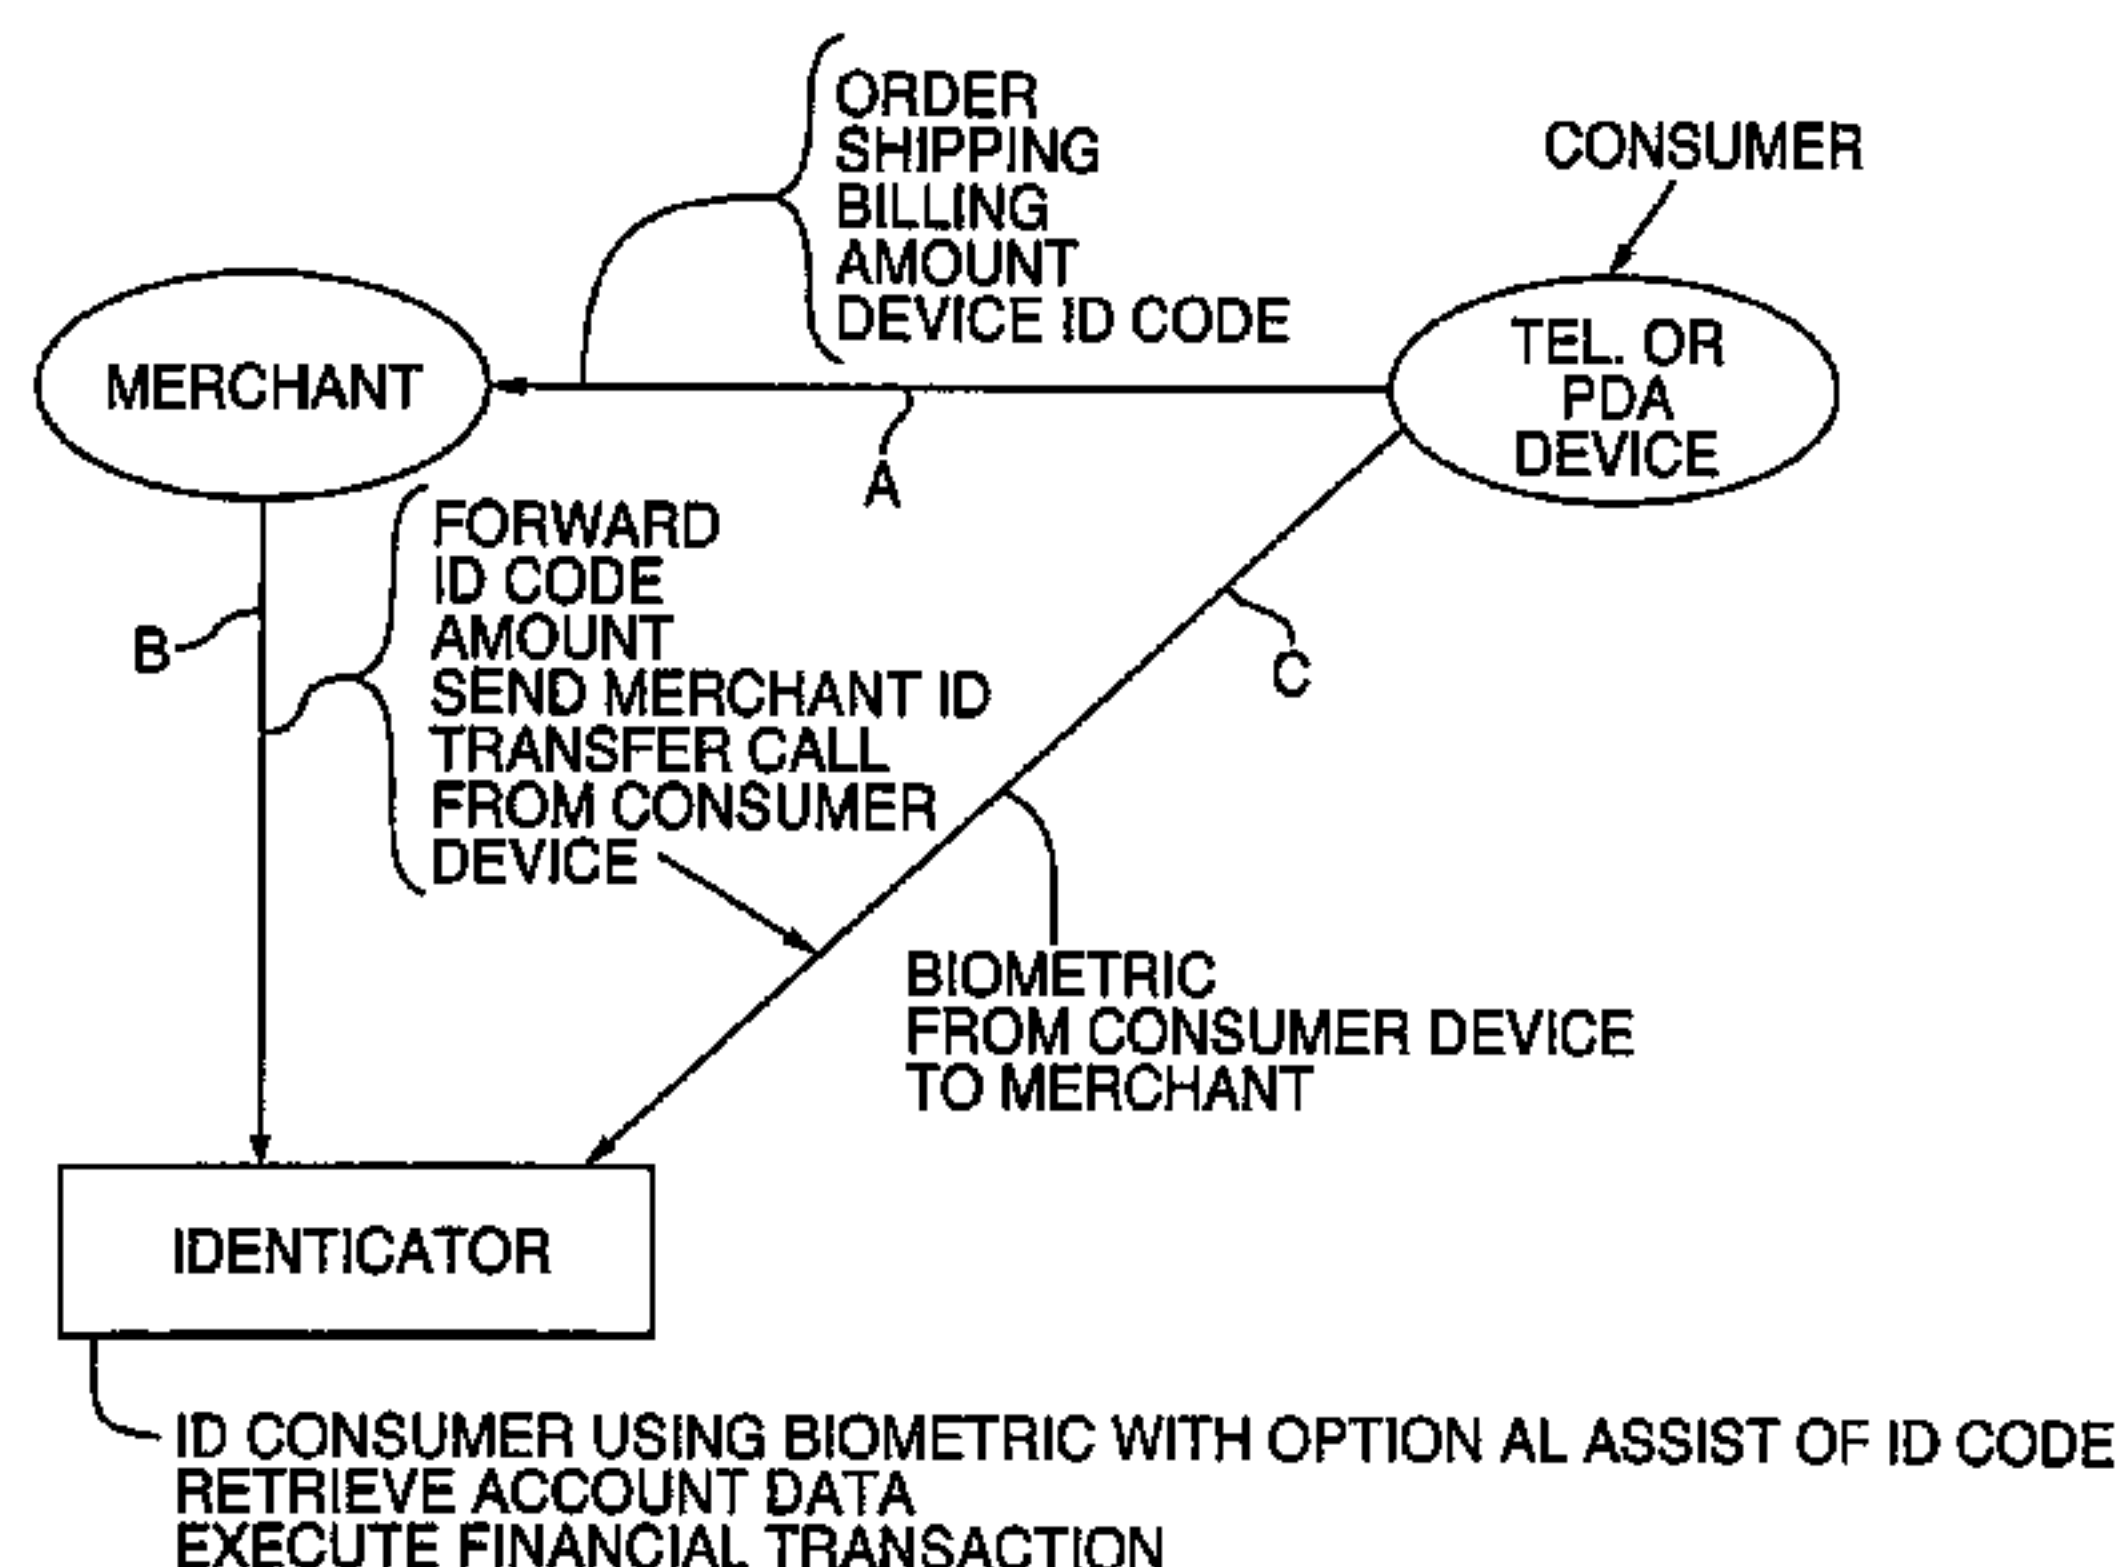 ORDER
SHIPPING
BILLING
AMOUNT
DEVICE ID CODE
CONSUMER
MERCHANT
TEL. OR
PDA
DEVICE
A
FORWARD
ID CODE
AMOUNT
SEND MERCHANT ID
TRANSFER CALL
FROM CONSUMER
DEVICE
B
C
BIOMETRIC
FROM CONSUMER DEVICE
TO MERCHANT
IDENTICATOR
ID CONSUMER USING BIOMETRIC WITH OPTION AL ASSIST OF ID CODE
RETRIEVE ACCOUNT DATA
EXECUTE FINANCIAL TRANSACTION